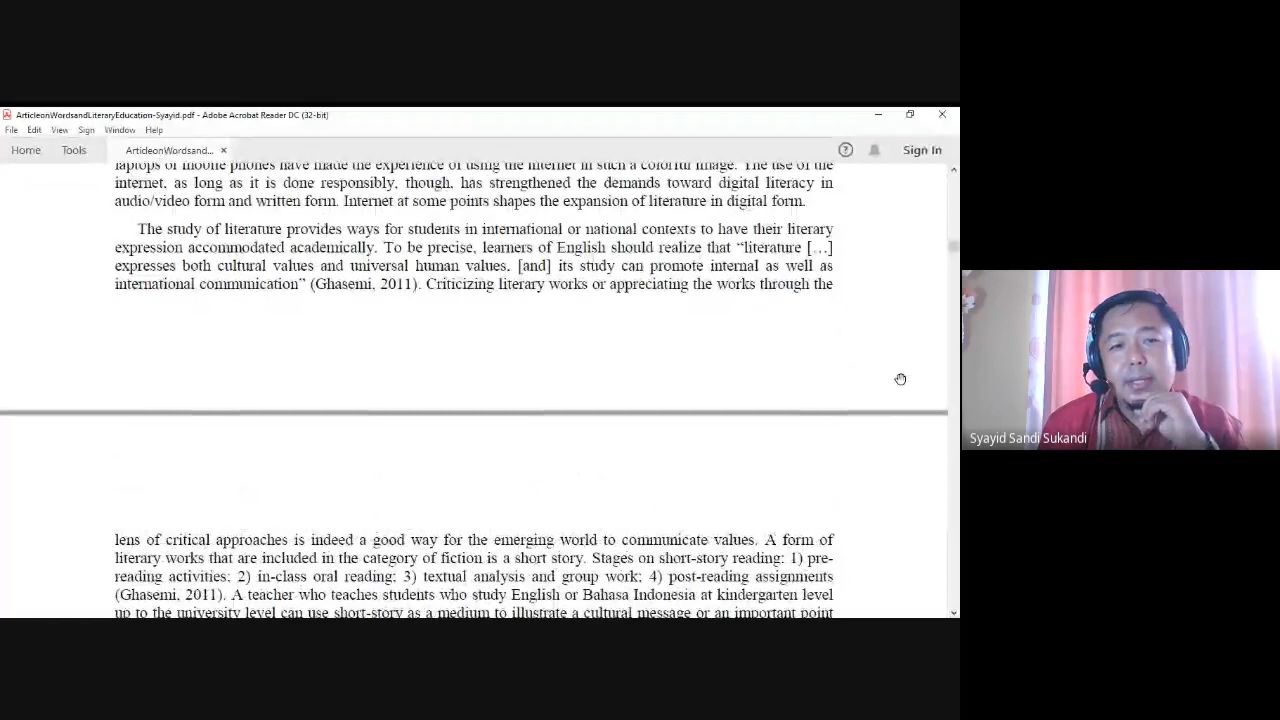 ArticleonWordsandLiteraryEducation-Syayid.pdf - Adobe Acrobat Reader DC (32-bit)
File Edit View Sign Window Help
Home Tools ArticleonWordsand... × ? Sign In
laptops or mobile phones have made the experience of using the internet in such a colorful image. The use of the
internet, as long as it is done responsibly, though, has strengthened the demands toward digital literacy in
audio/video form and written form. Internet at some points shapes the expansion of literature in digital form.
The study of literature provides ways for students in international or national contexts to have their literary
expression accommodated academically. To be precise, learners of English should realize that “literature [...]
expresses both cultural values and universal human values, [and] its study can promote internal as well as
international communication” (Ghasemi, 2011). Criticizing literary works or appreciating the works through the
lens of critical approaches is indeed a good way for the emerging world to communicate values. A form of
literary works that are included in the category of fiction is a short story. Stages on short-story reading: 1) pre-
reading activities; 2) in-class oral reading; 3) textual analysis and group work; 4) post-reading assignments
(Ghasemi, 2011). A teacher who teaches students who study English or Bahasa Indonesia at kindergarten level
up to the university level can use short-story as a medium to illustrate a cultural message or an important point
Syayid Sandi Sukandi